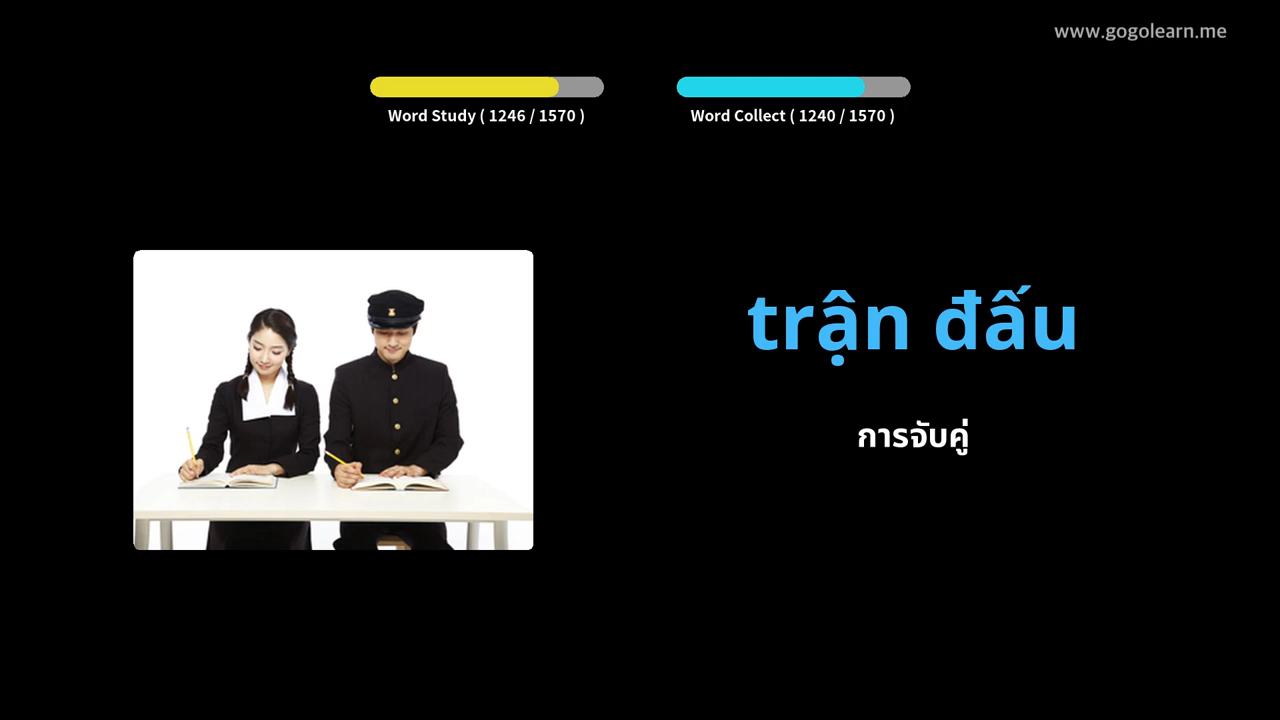 www.gogolearn.me
Word Study ( 1246 / 1570 )
Word Collect ( 1240 / 1570 )
trận đấu
การจับคู่